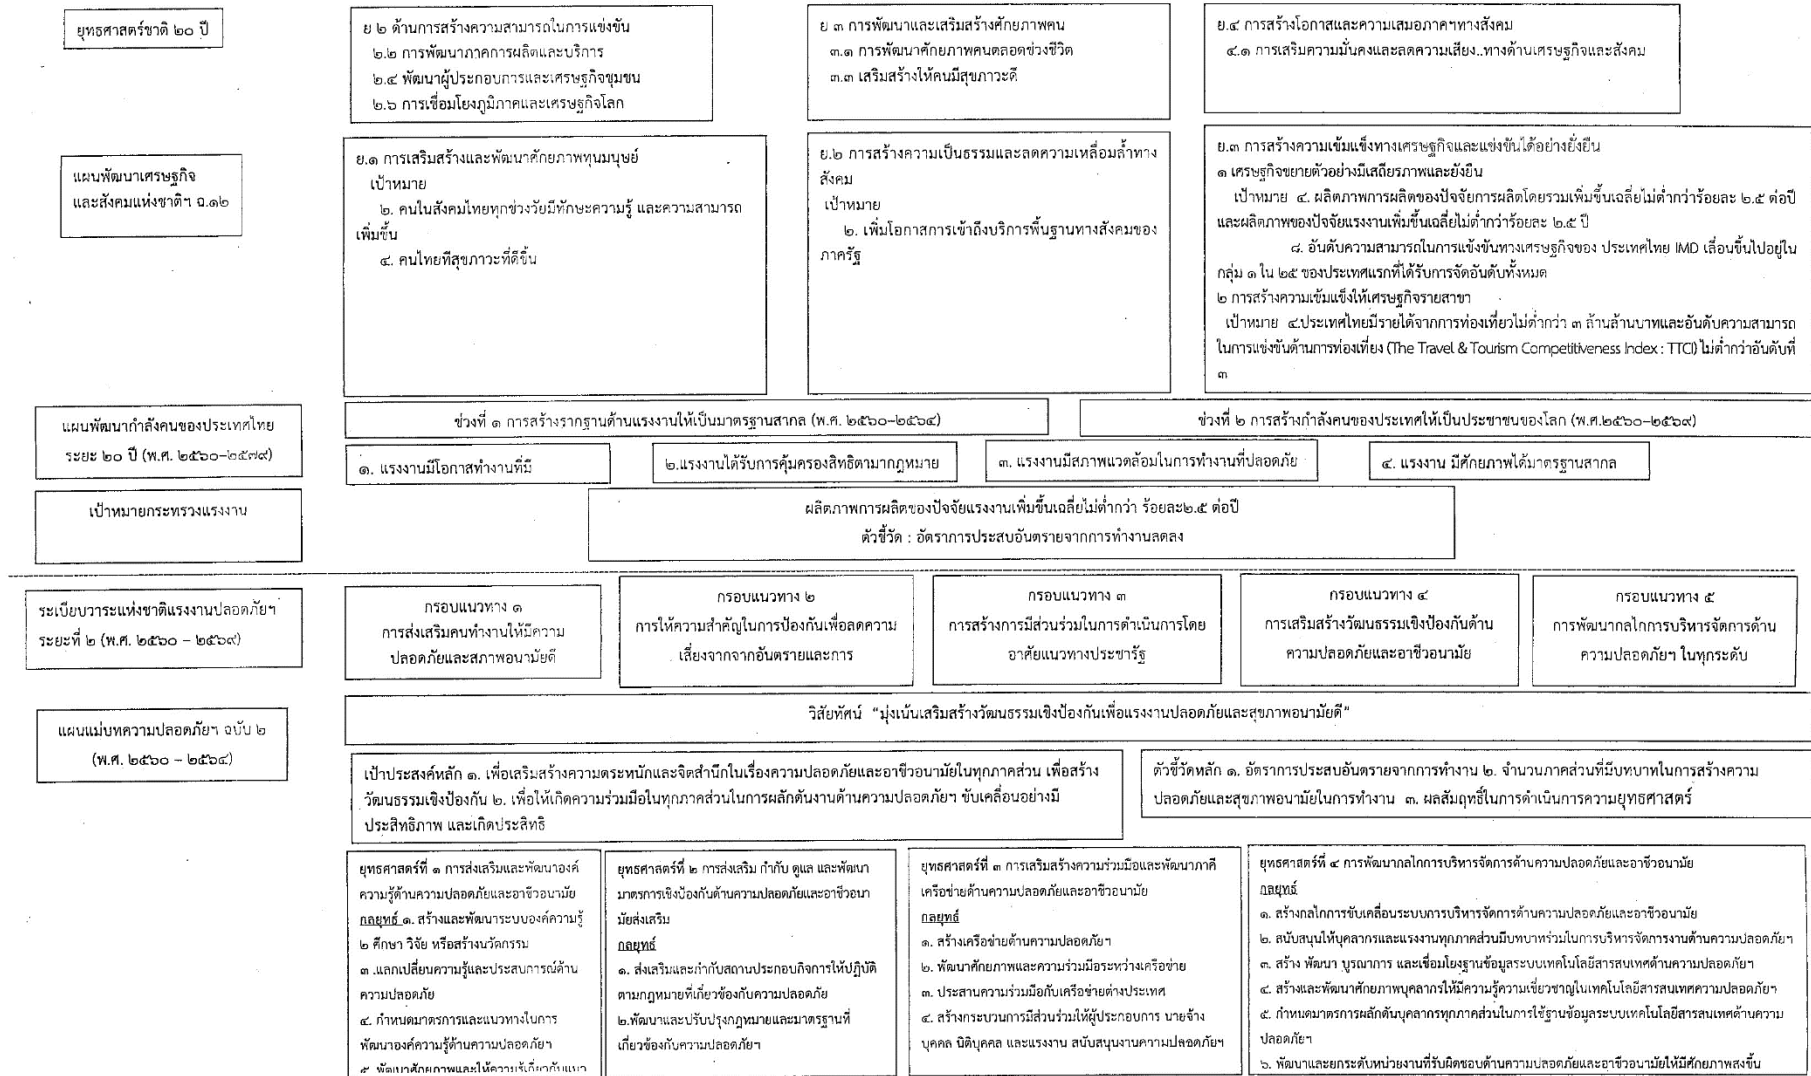 ยุทธศาสตร์ชาติ ๒๐ ปี
ย ๒ ด้านการสร้างความสามารถในการแข่งขัน
๒.๒ การพัฒนาภาคการผลิตและบริการ
๒.๔ พัฒนาผู้ประกอบการและเศรษฐกิจชุมชน
๒.๖ การเชื่อมโยงภูมิภาคและเศรษฐกิจโลก
ย ๓ การพัฒนาและเสริมสร้างศักยภาพคน
๓.๑ การพัฒนาศักยภาพคนตลอดช่วงชีวิต
๓.๓ เสริมสร้างให้คนมีสุขภาวะดี
ย.๔ การสร้างโอกาสและความเสมอภาคฯทางสังคม
๔.๑ การเสริมความมั่นคงและลดความเสี่ยง..ทางด้านเศรษฐกิจและสังคม
แผนพัฒนาเศรษฐกิจ
และสังคมแห่งชาติฯ ฉ.๑๒
ย.๑ การเสริมสร้างและพัฒนาศักยภาพทุนมนุษย์
เป้าหมาย
๒. คนในสังคมไทยทุกช่วงวัยมีทักษะความรู้ และความสามารถ
เพิ่มขึ้น
๔. คนไทยทีสุขภาวะที่ดีขึ้น
ย.๒ การสร้างความเป็นธรรมและลดความเหลื่อมล้ำทาง
สังคม
เป้าหมาย
๒. เพิ่มโอกาสการเข้าถึงบริการพื้นฐานทางสังคมของ
ภาครัฐ
ย.๓ การสร้างความเข้มแข็งทางเศรษฐกิจและแข่งขันได้อย่างยั่งยืน
๑ เศรษฐกิจขยายตัวอย่างมีเสถียรภาพและยั่งยืน
เป้าหมาย ๔. ผลิตภาพการผลิตของปัจจัยการผลิตโดยรวมเพิ่มขึ้นเฉลี่ยไม่ต่ำกว่าร้อยละ ๒.๕ ต่อปี
และผลิตภาพของปัจจัยแรงงานเพิ่มขึ้นเฉลี่ยไม่ต่ำกว่าร้อยละ ๒.๕ ปี
๘. อันดับความสามารถในการแข้งขันทางเศรษฐกิจของ ประเทศไทย IMD เลื่อนขึ้นไปอยู่ใน
กลุ่ม ๑ ใน ๒๕ ของประเทศแรกที่ได้รับการจัดอันดับทั้งหมด
๒ การสร้างความเข้มแข็งให้เศรษฐกิจรายสาขา
เป้าหมาย ๔.ประเทศไทยมีรายได้จากการท่องเที่ยวไม่ต่ำกว่า ๓ ล้านล้านบาทและอันดับความสามารถ
ในการแข่งขันด้านการท่องเที่ยง (The Travel & Tourism Competitiveness Index : TTCI) ไม่ต่ำกว่าอันดับที่
๓
แผนพัฒนากำลังคนของประเทศไทย
ระยะ ๒๐ ปี (พ.ศ. ๒๕๖๐-๒๕๗๙)
ช่วงที่ ๑ การสร้างรากฐานด้านแรงงานให้เป็นมาตรฐานสากล (พ.ศ. ๒๕๖๐-๒๕๖๔)
ช่วงที่ ๒ การสร้างกำลังคนของประเทศให้เป็นประชาชนของโลก (พ.ศ.๒๕๖๐-๒๕๖๙)
๑. แรงงานมีโอกาสทำงานที่มี
๒.แรงงานได้รับการคุ้มครองสิทธิตามากฎหมาย
๓. แรงงานมีสภาพแวดล้อมในการทำงานที่ปลอดภัย
๔. แรงงาน มีศักยภาพได้มาตรฐานสากล
เป้าหมายกระทรวงแรงงาน
ผลิตภาพการผลิตของปัจจัยแรงงานเพิ่มขึ้นเฉลี่ยไม่ต่ำกว่า ร้อยละ๒.๕ ต่อปี
ตัวชี้วัด : อัตราการประสบอันตรายจากการทำงานลดลง
ระเบียบวาระแห่งชาติแรงงานปลอดภัยฯ
ระยะที่ ๒ (พ.ศ. ๒๕๖๐ - ๒๕๖๙)
กรอบแนวทาง ๑
การส่งเสริมคนทำงานให้มีความ
ปลอดภัยและสภาพอนามัยดี
กรอบแนวทาง ๒
การให้ความสำคัญในการป้องกันเพื่อลดความ
เสี่ยงจากจากอันตรายและการ
กรอบแนวทาง ๓
การสร้างการมีส่วนร่วมในการดำเนินการโดย
อาศัยแนวทางประชารัฐ
กรอบแนวทาง ๔
การเสริมสร้างวัฒนธรรมเชิงป้องกันด้าน
ความปลอดภัยและอาชีวอนามัย
กรอบแนวทาง ๕
การพัฒนากลไกการบริหารจัดการด้าน
ความปลอดภัยฯ ในทุกระดับ
แผนแม่บทความปลอดภัยฯ ฉบับ ๒
(พ.ศ. ๒๕๖๐ - ๒๕๖๔)
วิสัยทัศน์ "มุ่งเน้นเสริมสร้างวัฒนธรรมเชิงป้องกันเพื่อแรงงานปลอดภัยและสุขภาพอนามัยดี"
เป้าประสงค์หลัก ๑. เพื่อเสริมสร้างความตระหนักและจิตสำนึกในเรื่องความปลอดภัยและอาชีวอนามัยในทุกภาคส่วน เพื่อสร้าง
วัฒนธรรมเชิงป้องกัน ๒. เพื่อให้เกิดความร่วมมือในทุกภาคส่วนในการผลักดันงานด้านความปลอดภัยฯ ขับเคลื่อนอย่างมี
ประสิทธิภาพ และเกิดประสิทธิ
ตัวชี้วัดหลัก ๑. อัตราการประสบอันตรายจากการทำงาน ๒. จำนวนภาคส่วนที่มีบทบาทในการสร้างความ
ปลอดภัยและสุขภาพอนามัยในการทำงาน ๓. ผลสัมฤทธิ์ในการดำเนินการความยุทธศาสตร์
ยุทธศาสตร์ที่ ๑ การส่งเสริมและพัฒนาองค์
ความรู้ด้านความปลอดภัยและอาชีวอนามัย
กลยุทธ์ ๑. สร้างและพัฒนาระบบองค์ความรู้
๒ ศึกษา วิจัย หรือสร้างนวัตกรรม
๓ .แลกเปลี่ยนความรู้และประสบการณ์ด้าน
ความปลอดภัย
๔. กำหนดมาตรการและแนวทางในการ
พัฒนาองค์ความรู้ด้านความปลอดภัยฯ
๕. พัฒนาศักยภาพและให้ความรู้เกี่ยวกับแนว
ยุทธศาสตร์ที่ ๒ การส่งเสริม กำกับ ดูแล และพัฒนา
มาตรการเชิงป้องกันด้านความปลอดภัยและอาชีวอนา
มัยส่งเสริม
กลยุทธ์
๑. ส่งเสริมและกำกับสถานประกอบกิจการให้ปฏิบัติ
ตามกฎหมายที่เกี่ยวข้องกับความปลอดภัย
๒.พัฒนาและปรับปรุงกฎหมายและมาตรฐานที่
เกี่ยวข้องกับความปลอดภัยฯ
ยุทธศาสตร์ที่ ๓ การเสริมสร้างความร่วมมือและพัฒนาภาคี
เครือข่ายด้านความปลอดภัยและอาชีวอนามัย
กลยุทธ์
๑. สร้างเครือข่ายด้านความปลอดภัยฯ
๒. พัฒนาศักยภาพและความร่วมมือระหว่างเครือข่าย
๓. ประสานความร่วมมือกับเครือข่ายต่างประเทศ
๔. สร้างกระบวนการมีส่วนร่วมให้ผู้ประกอบการ นายจ้าง
บุคคล นิติบุคคล และแรงงาน สนับสนุนงานความปลอดภัยฯ
ยุทธศาสตร์ที่ ๔ การพัฒนากลไกการบริหารจัดการด้านความปลอดภัยและอาชีวอนามัย
กลยุทธ์
๑. สร้างกลไกการขับเคลื่อนระบบการบริหารจัดการด้านความปลอดภัยและอาชีวอนามัย
๒. สนับสนุนให้บุคลากรและแรงงานทุกภาคส่วนมีบทบาทร่วมในการบริหารจัดการงานด้านความปลอดภัยฯ
๓. สร้าง พัฒนา บูรณาการ และเชื่อมโยงฐานข้อมูลระบบเทคโนโลยีสารสนเทศด้านความปลอดภัยฯ
๔. สร้างและพัฒนาศักยภาพบุคลากรให้มีความรู้ความเชี่ยวชาญในเทคโนโลยีสารสนเทศความปลอดภัยฯ
๕. กำหนดมาตรการผลักดันบุคลากรทุกภาคส่วนในการใช้ฐานข้อมูลระบบเทคโนโลยีสารสนเทศด้านความ
ปลอดภัยฯ
๖. พัฒนาและยกระดับหน่วยงานที่รับผิดชอบด้านความปลอดภัยและอาชีวอนามัยให้มีศักยภาพสูงขึ้น